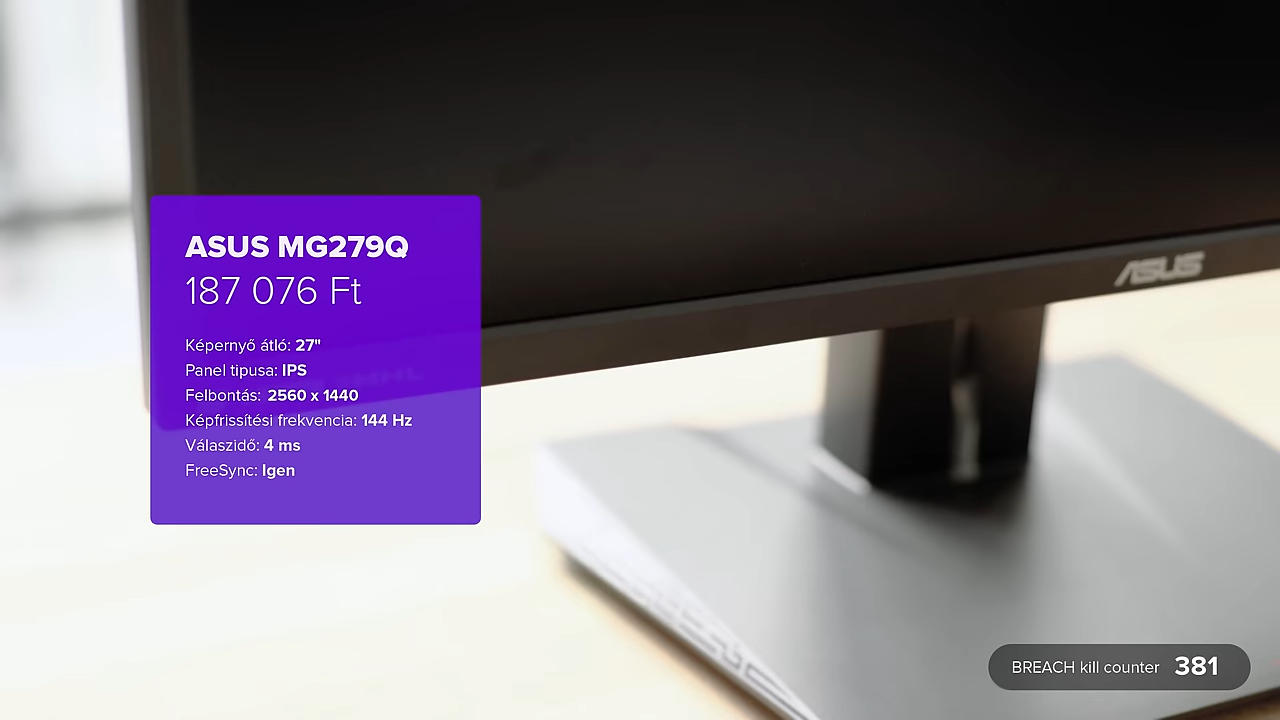 ASUS MG279Q
187 076 Ft
Képernyő átló: 27"
Panel tipusa: IPS
Felbontás: 2560 x 1440
Képfrissítési frekvencia: 144 Hz
Válaszidő: 4 ms
FreeSync: Igen
ASUS
BREACH kill counter 381